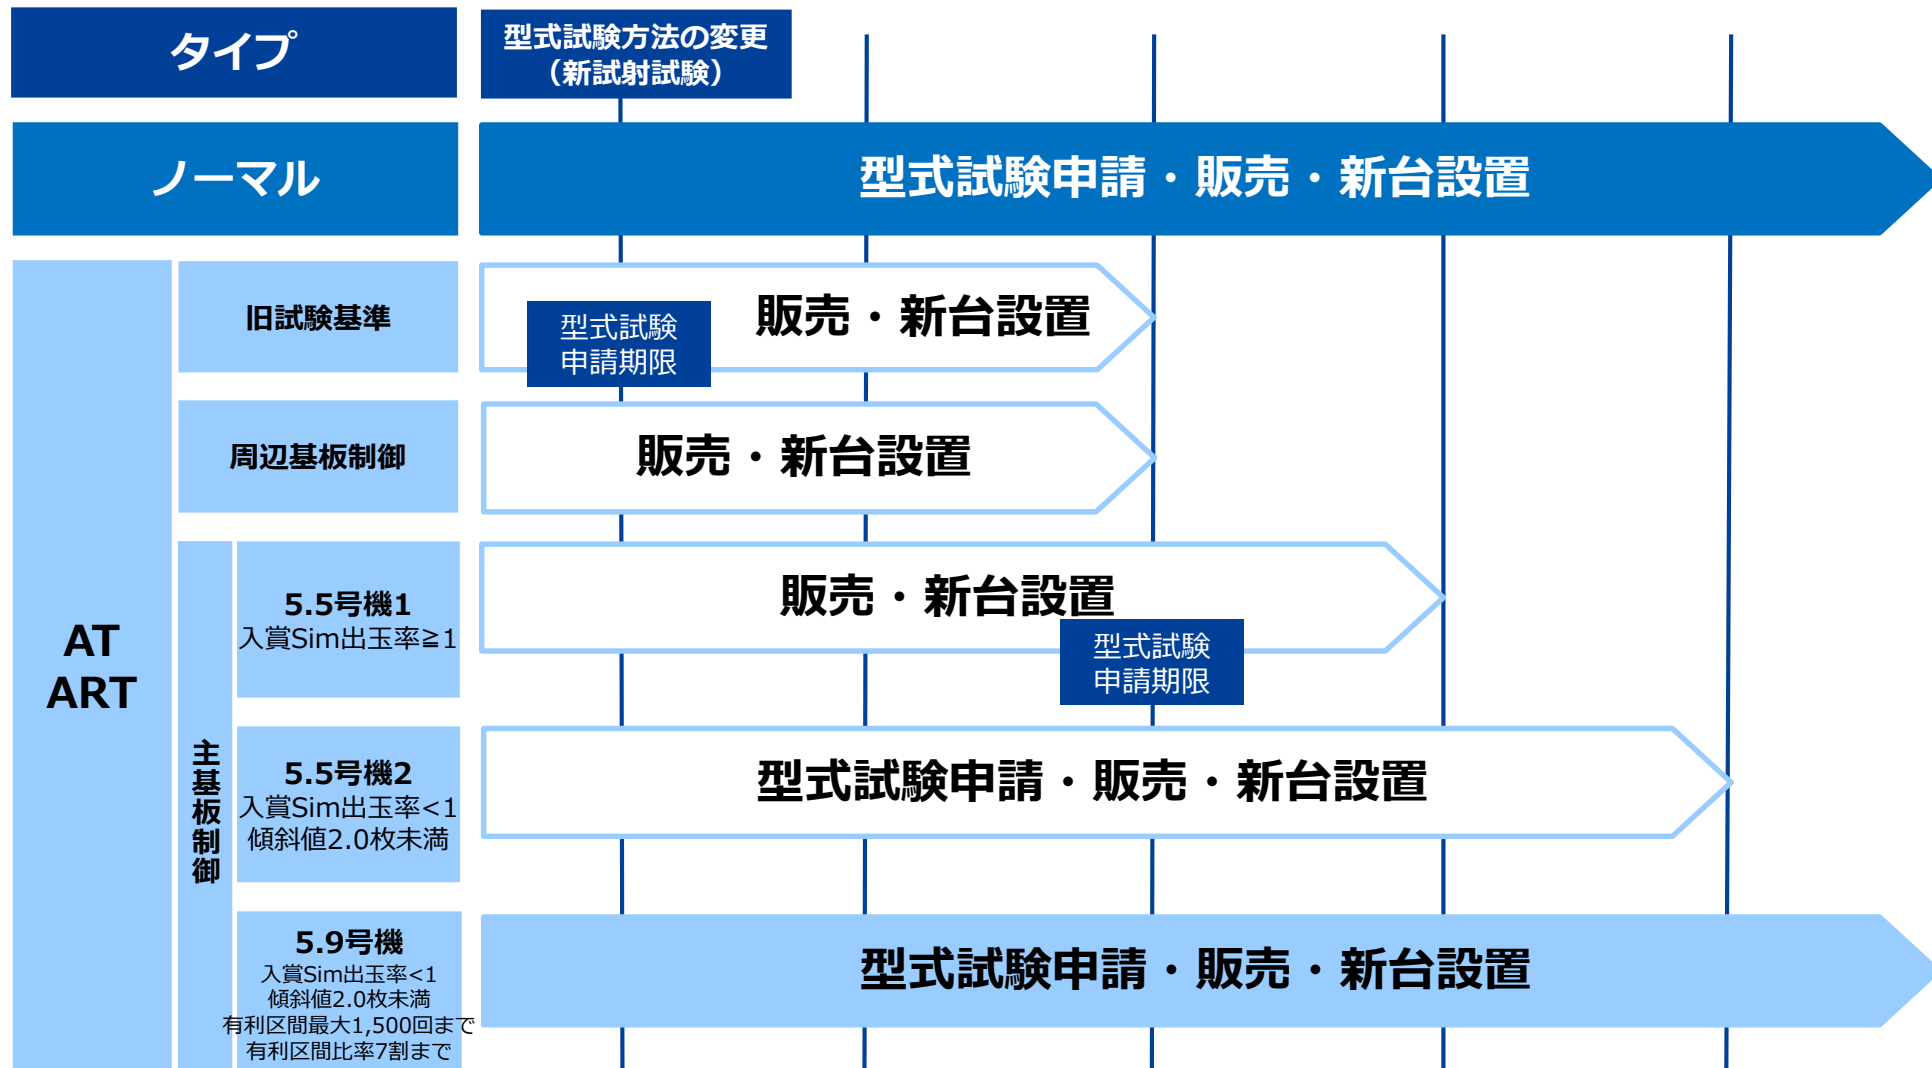 タイプ
型式試験方法の変更
（新試射試験）
ノーマル
型式試験申請・販売・新台設置
AT
ART
旧試験基準
販売・新台設置
型式試験
申請期限
周辺基板制御
販売・新台設置
主基板制御
5.5号機1
入賞Sim出玉率≧1
販売・新台設置
型式試験
申請期限
5.5号機2
入賞Sim出玉率<1
傾斜値2.0枚未満
型式試験申請・販売・新台設置
5.9号機
入賞Sim出玉率<1
傾斜値2.0枚未満
有利区間最大1,500回まで
有利区間比率7割まで
型式試験申請・販売・新台設置